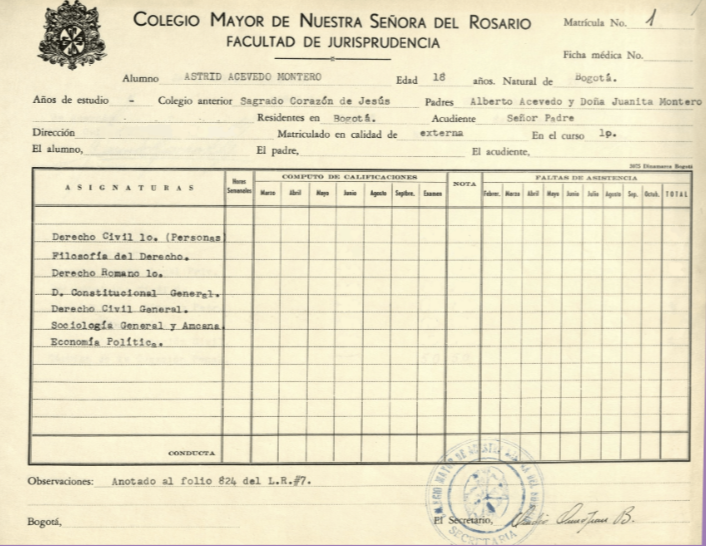 COLEGIO MAYOR DE NUESTRA SEÑORA DEL ROSARIO
FACULTAD DE JURISPRUDENCIA
Matrícula No. 1
Ficha médica No.
Alumno ASTRID ACEVEDO MONTERO Edad 18 años. Natural de Bogotá.
Años de estudio - Colegio anterior Sagrado Corazón de Jesús Padres Alberto Acevedo y Doña Juanita Montero
Residentes en Bogotá. Acudiente Señor Padre
Dirección Matriculado en calidad de externa En el curso 1o.
El alumno, El padre, El acudiente,
ASIGNATURAS Horas Semanales COMPUTO DE CALIFICACIONES NOTA FALTAS DE ASISTENCIA
Marzo Abril Mayo Junio Agosto Septbre. Examen Febrer. Marzo Abril Mayo Junio Julio Agosto Sep. Octub. TOTAL
Derecho Civil 1o. (Personas
Filosofía del Derecho.
Derecho Romano 1o.
D. Constitucional General.
Derecho Civil General.
Sociología General y Amcana
Economía Política.
CONDUCTA
Observaciones: Anotado al folio 624 del L.R.#7.
Bogotá, El Secretario,
SECRETARIA